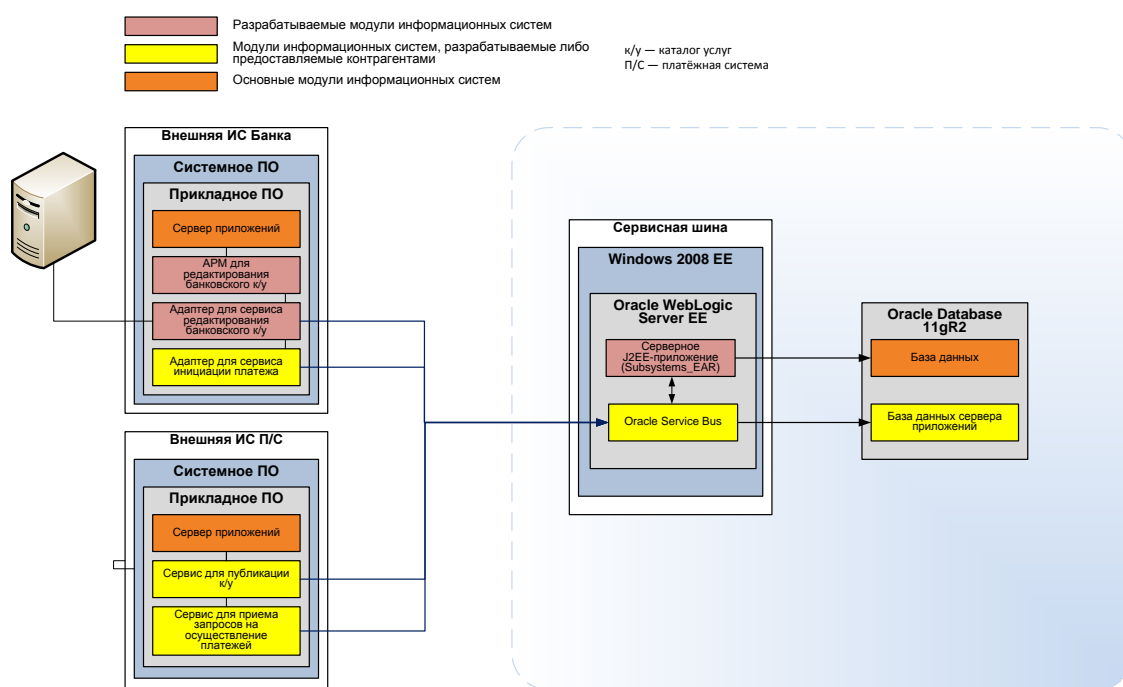 Разрабатываемые модули информационных систем
Модули информационных систем, разрабатываемые либо
предоставляемые контрагентами
Основные модули информационных систем
к/у — каталог услуг
П/С — платёжная система
Внешняя ИС Банка
Системное ПО
Прикладное ПО
Сервер приложений
АРМ для
редактирования
банковского к/у
Адаптер для сервиса
редактирования
банковского к/у
Адаптер для сервиса
инициации платежа
Внешняя ИС П/С
Системное ПО
Прикладное ПО
Сервер приложений
Сервис для публикации
к/у
Сервис для приема
запросов на
осуществление
платежей
Сервисная шина
Windows 2008 EE
Oracle WebLogic
Server EE
Серверное
J2EE-приложение
(Subsystems_EAR)
Oracle Service Bus
Oracle Database
11gR2
База данных
База данных сервера
приложений